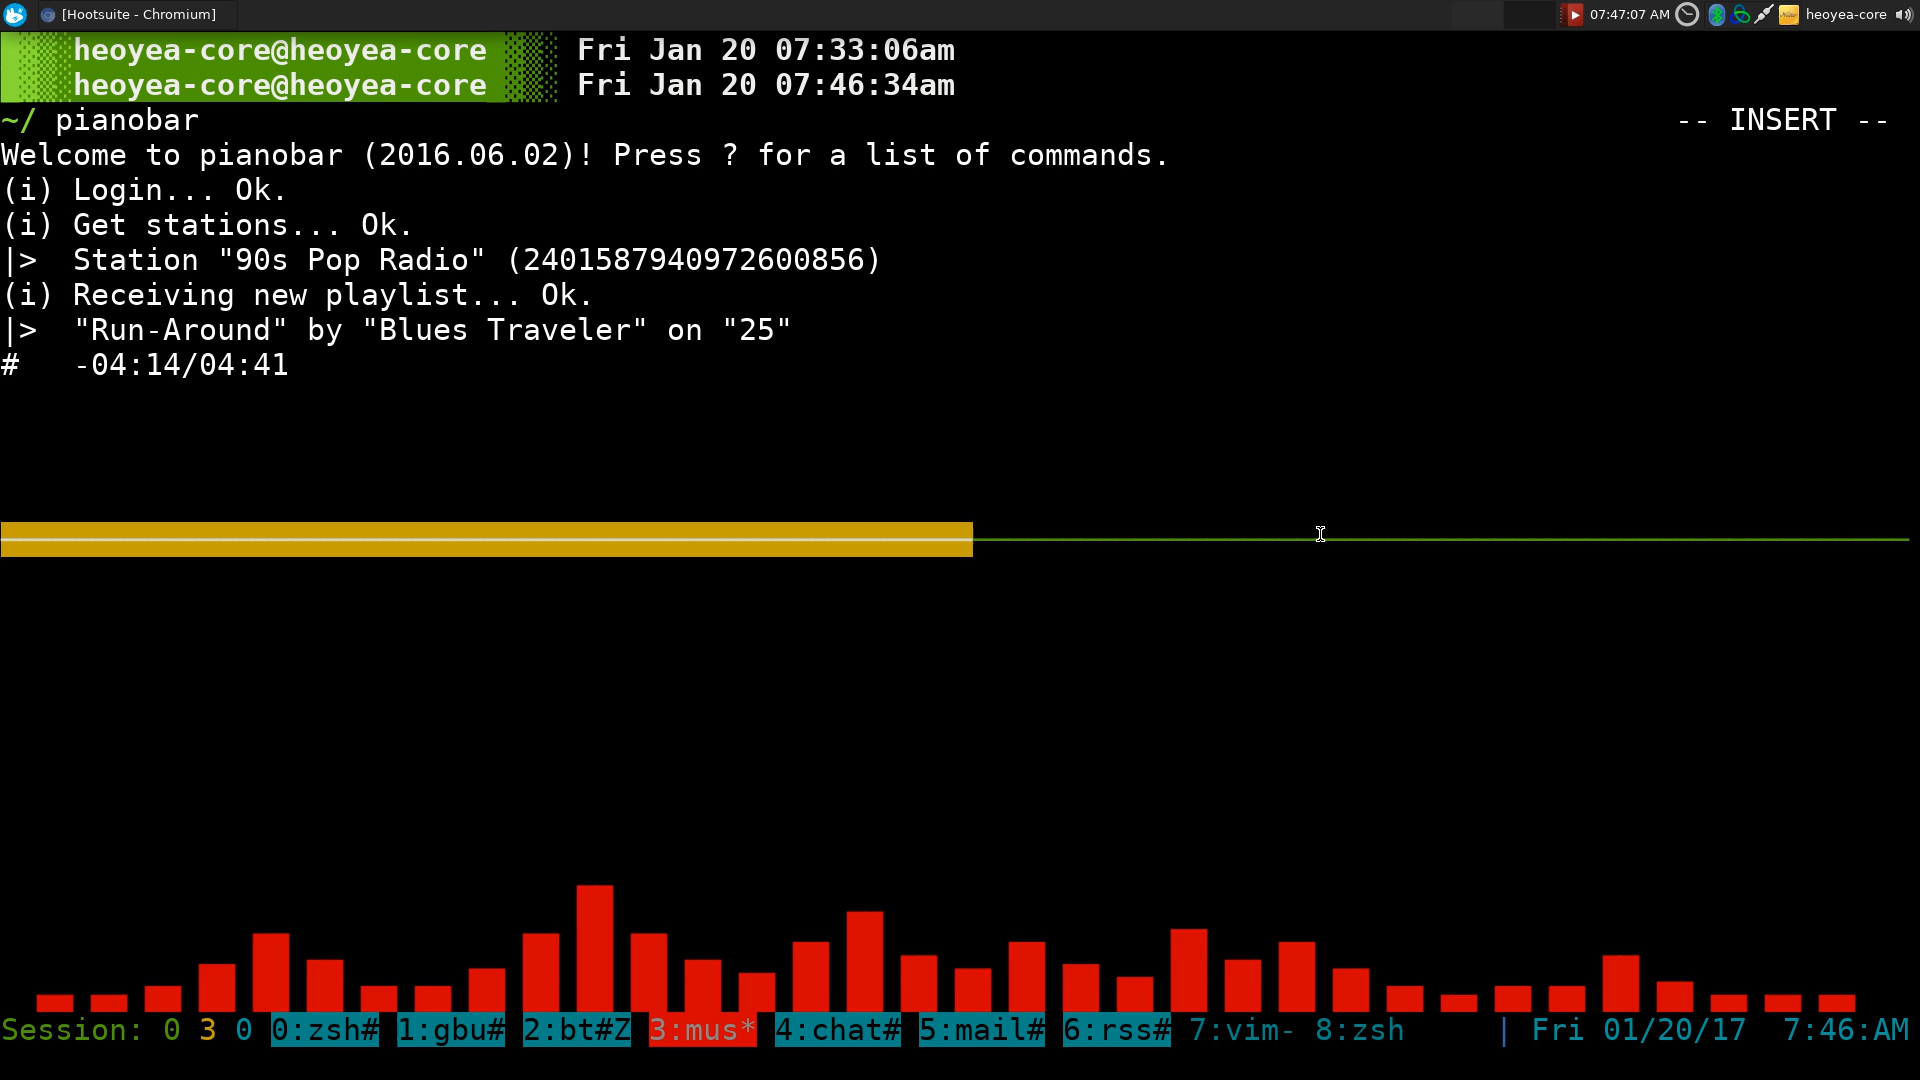 [Hootsuite - Chromium] 07:47:07 AM heoyea-core
heoyea-core@heoyea-core Fri Jan 20 07:33:06am
heoyea-core@heoyea-core Fri Jan 20 07:46:34am
~/ pianobar -- INSERT --
Welcome to pianobar (2016.06.02)! Press ? for a list of commands.
(i) Login... Ok.
(i) Get stations... Ok.
|> Station "90s Pop Radio" (2401587940972600856)
(i) Receiving new playlist... Ok.
|> "Run-Around" by "Blues Traveler" on "25"
# -04:14/04:41
Session: 0 3 0 0:zsh# 1:gbu# 2:bt#Z 3:mus* 4:chat# 5:mail# 6:rss# 7:vim- 8:zsh | Fri 01/20/17 7:46:AM